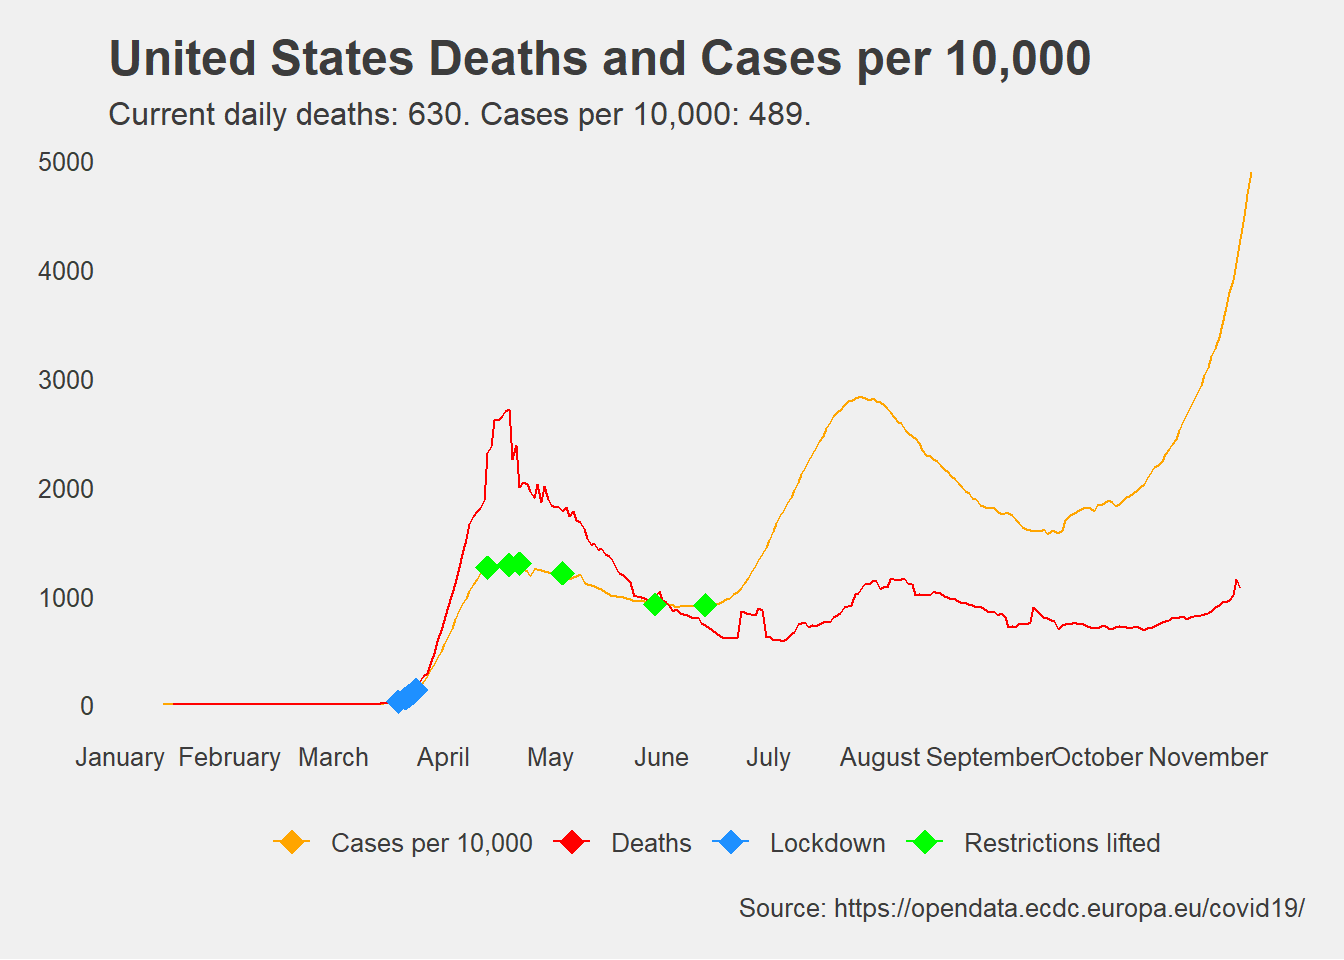 United States Deaths and Cases per 10,000
Current daily deaths: 630. Cases per 10,000: 489.
5000
4000
3000
2000
1000
0
January February March April May June July August September October November
Cases per 10,000 Deaths Lockdown Restrictions lifted
Source: https://opendata.ecdc.europa.eu/covid19/